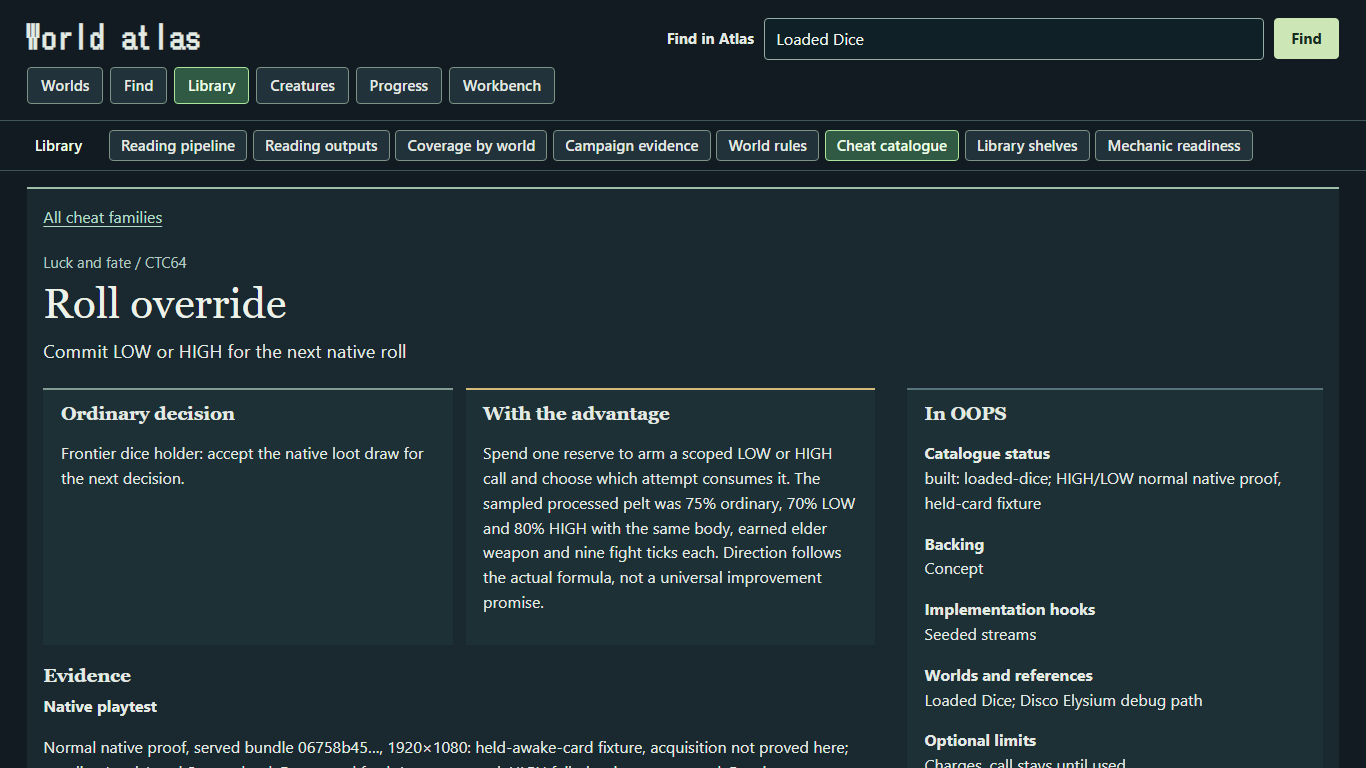 World atlas
Find in Atlas
Loaded Dice
Find
Worlds
Find
Library
Creatures
Progress
Workbench
Library
Reading pipeline
Reading outputs
Coverage by world
Campaign evidence
World rules
Cheat catalogue
Library shelves
Mechanic readiness
All cheat families
Luck and fate / CTC64
Roll override
Commit LOW or HIGH for the next native roll
Ordinary decision
Frontier dice holder: accept the native loot draw for
the next decision.
With the advantage
Spend one reserve to arm a scoped LOW or HIGH
call and choose which attempt consumes it. The
sampled processed pelt was 75% ordinary, 70% LOW
and 80% HIGH with the same body, earned elder
weapon and nine fight ticks each. Direction follows
the actual formula, not a universal improvement
promise.
In OOPS
Catalogue status
built: loaded-dice; HIGH/LOW normal native proof,
held-card fixture
Backing
Concept
Implementation hooks
Seeded streams
Worlds and references
Loaded Dice; Disco Elysium debug path
Optional limits
Charges, call stays until used
Evidence
Native playtest
Normal native proof, served bundle 06758b45..., 1920×1080: held-awake-card fixture, acquisition not proved here;